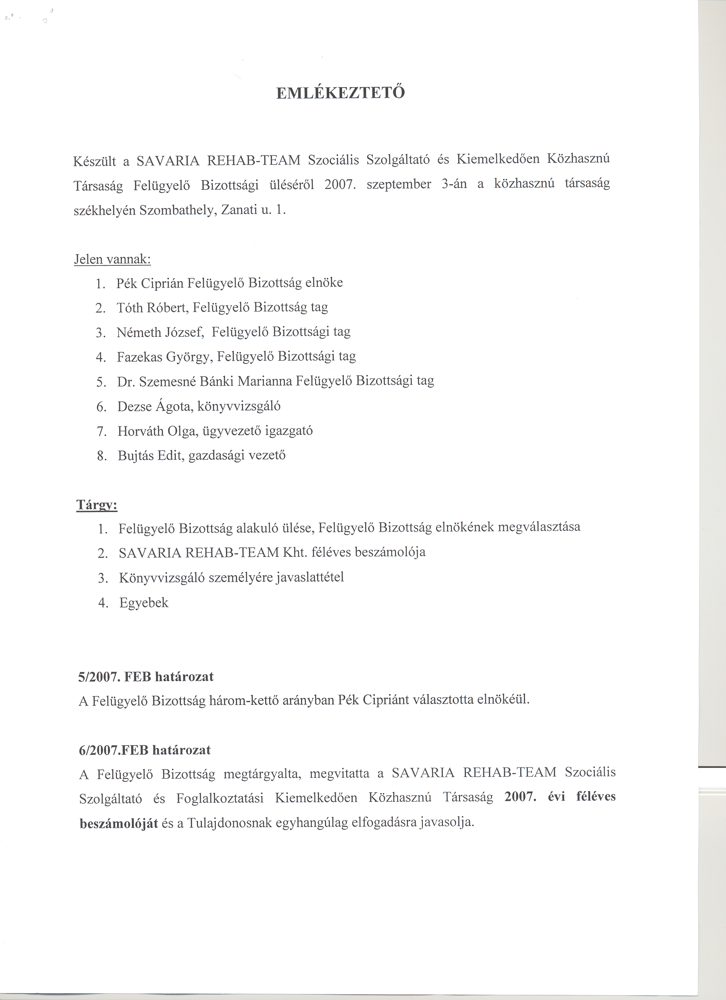 EMLÉKEZTETŐ
Készült a SAVARIA REHAB-TEAM Szociális Szolgáltató és Kiemelkedően Közhasznú
Társaság Felügyelő Bizottsági üléséről 2007. szeptember 3-án a közhasznú társaság
székhelyén Szombathely, Zanati u. 1.
Jelen vannak:
1. Pék Ciprián Felügyelő Bizottság elnöke
2. Tóth Róbert, Felügyelő Bizottság tag
3. Németh József, Felügyelő Bizottsági tag
4. Fazekas György, Felügyelő Bizottsági tag
5. Dr. Szemesné Bánki Marianna Felügyelő Bizottsági tag
6. Dezse Ágota, könyvvizsgáló
7. Horváth Olga, ügyvezető igazgató
8. Bujtás Edit, gazdasági vezető
Tárgy:
1. Felügyelő Bizottság alakuló ülése, Felügyelő Bizottság elnökének megválasztása
2. SAVARIA REHAB-TEAM Kht. féléves beszámolója
3. Könyvvizsgáló személyére javaslattétel
4. Egyebek
5/2007. FEB határozat
A Felügyelő Bizottság három-kettő arányban Pék Cipriánt választotta elnökéül.
6/2007.FEB határozat
A Felügyelő Bizottság megtárgyalta, megvitatta a SAVARIA REHAB-TEAM Szociális
Szolgáltató és Foglalkoztatási Kiemelkedően Közhasznú Társaság 2007. évi féléves
beszámolóját és a Tulajdonosnak egyhangúlag elfogadásra javasolja.